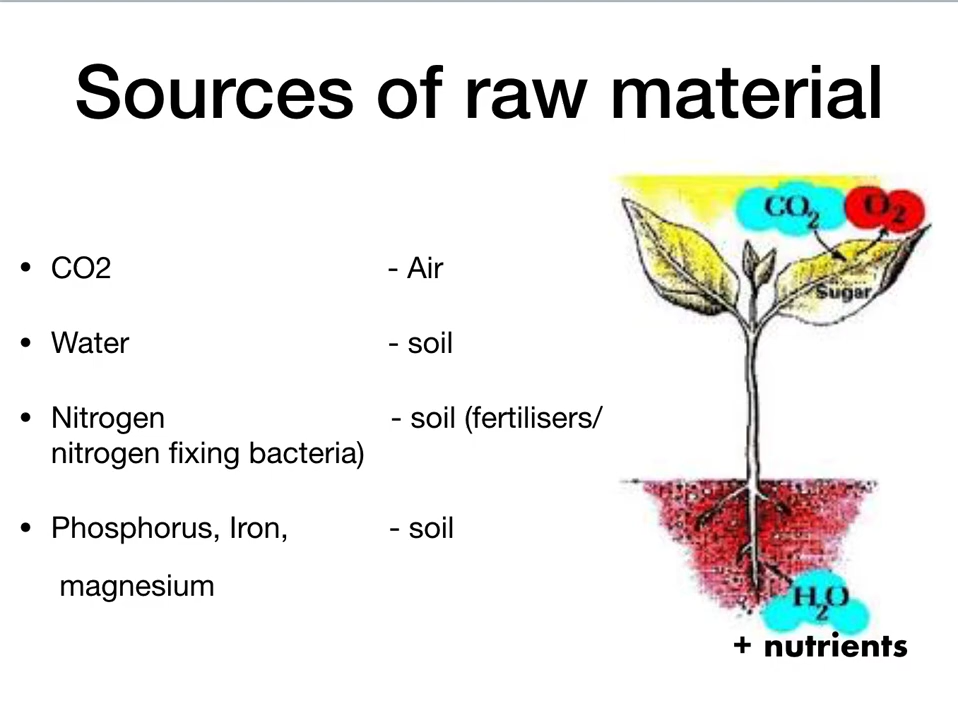 Sources of raw material
• CO2 - Air
• Water - soil
• Nitrogen - soil (fertilisers/
nitrogen fixing bacteria)
• Phosphorus, Iron, - soil
magnesium
CO2 O2
Sugar
H2O
+ nutrients